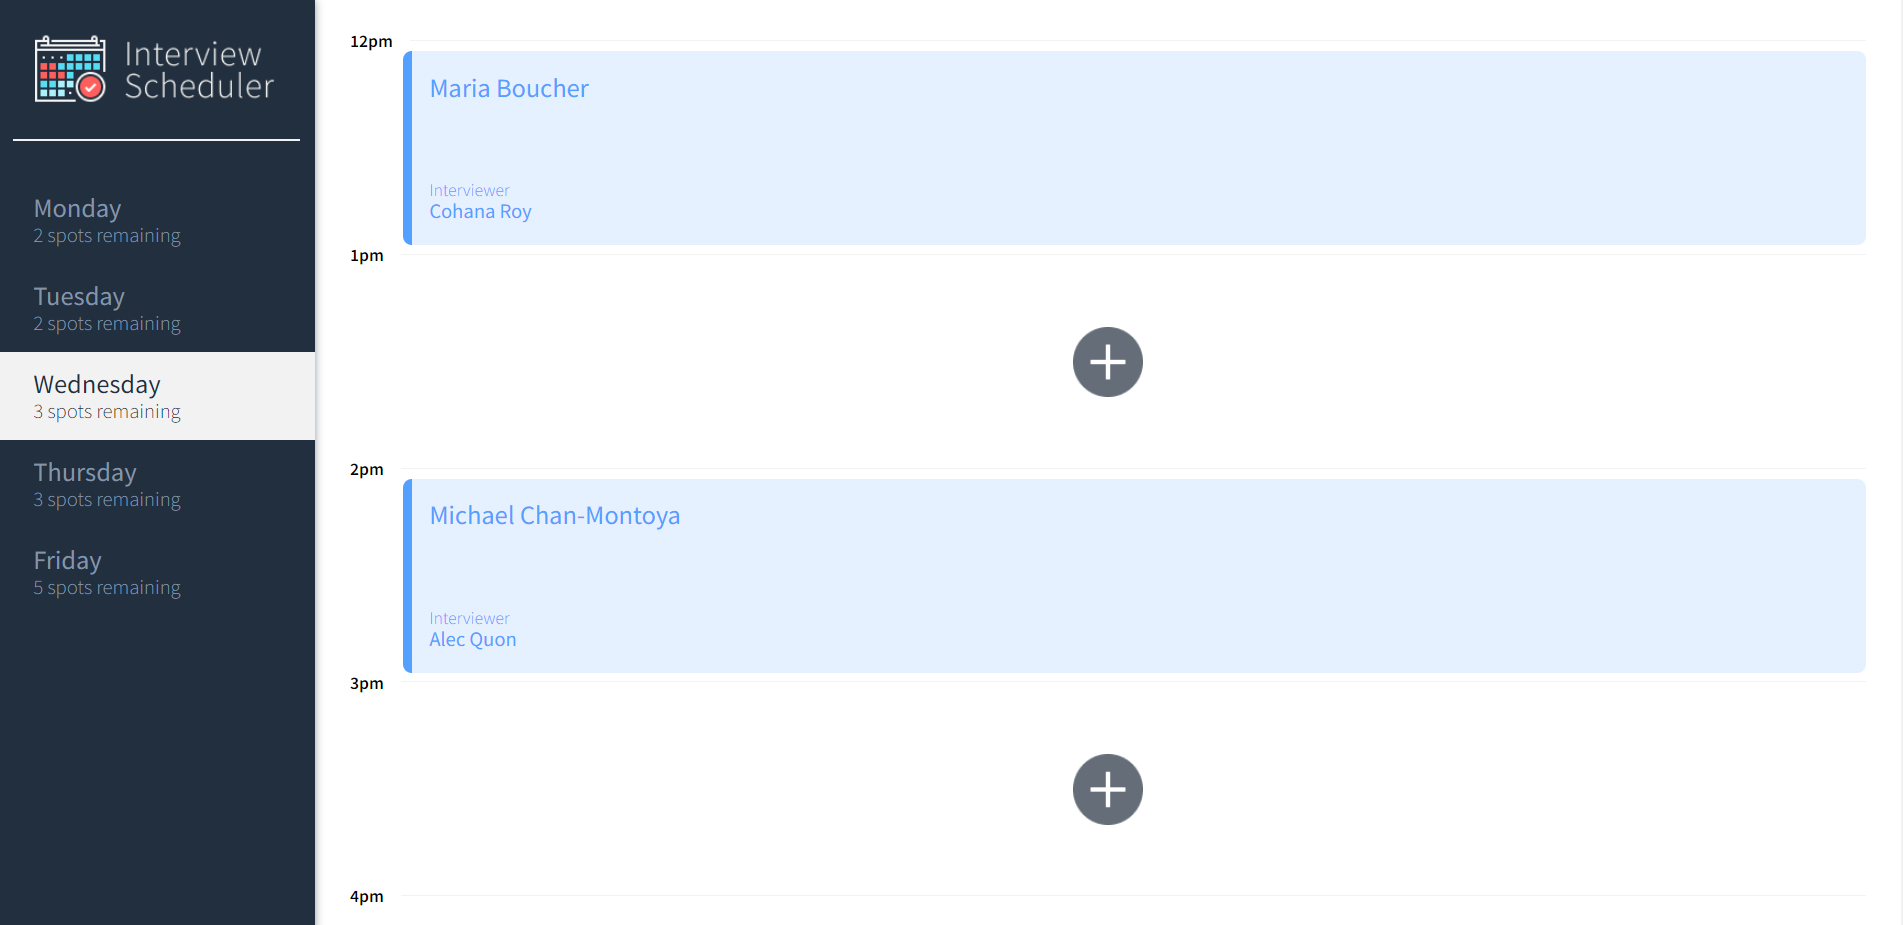 Interview
Scheduler
Monday
2 spots remaining
Tuesday
2 spots remaining
Wednesday
3 spots remaining
Thursday
3 spots remaining
Friday
5 spots remaining
12pm
Maria Boucher
Interviewer
Cohana Roy
1pm
2pm
Michael Chan-Montoya
Interviewer
Alec Quon
3pm
4pm